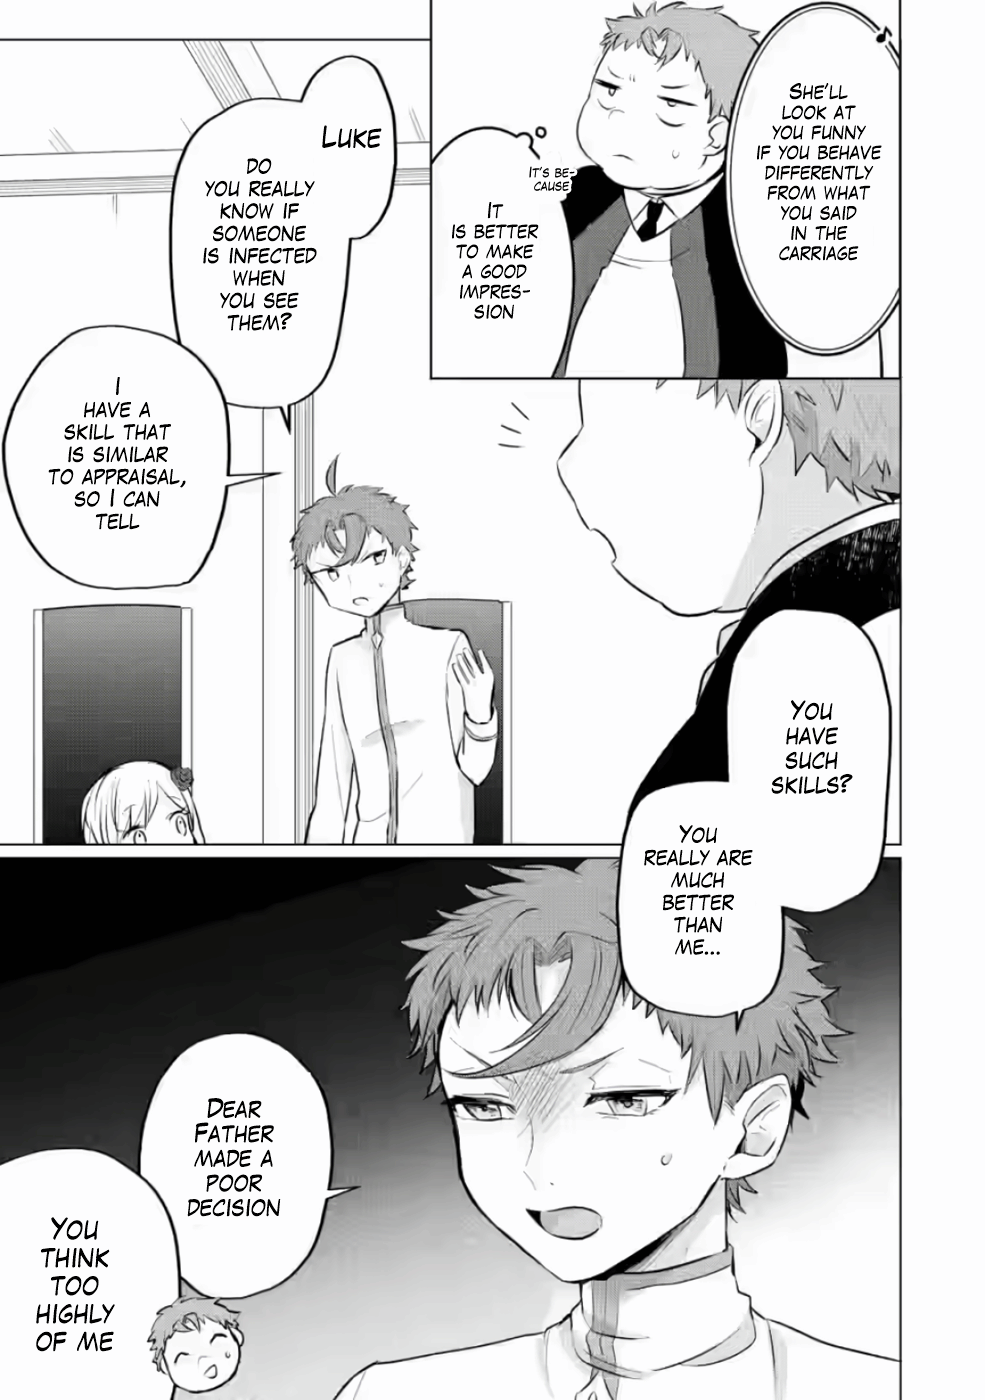 SHE'LL
LOOK AT
YOU FUNNY
IF YOU BEHAVE
DIFFERENTLY
FROM WHAT
YOU SAID
IN THE
CARRIAGE
IT'S BE-
CAUSE
IT
IS BETTER
TO MAKE
A GOOD
IMPRES-
SION
LUKE
DO
YOU REALLY
KNOW IF
SOMEONE
IS INFECTED
WHEN
YOU SEE
THEM?
I
HAVE A
SKILL THAT
IS SIMILAR
TO APPRAISAL,
SO I CAN
TELL
YOU
HAVE
SUCH
SKILLS?
YOU
REALLY ARE
MUCH
BETTER
THAN
ME...
DEAR
FATHER
MADE A
POOR
DECISION
YOU
THINK
TOO
HIGHLY
OF ME